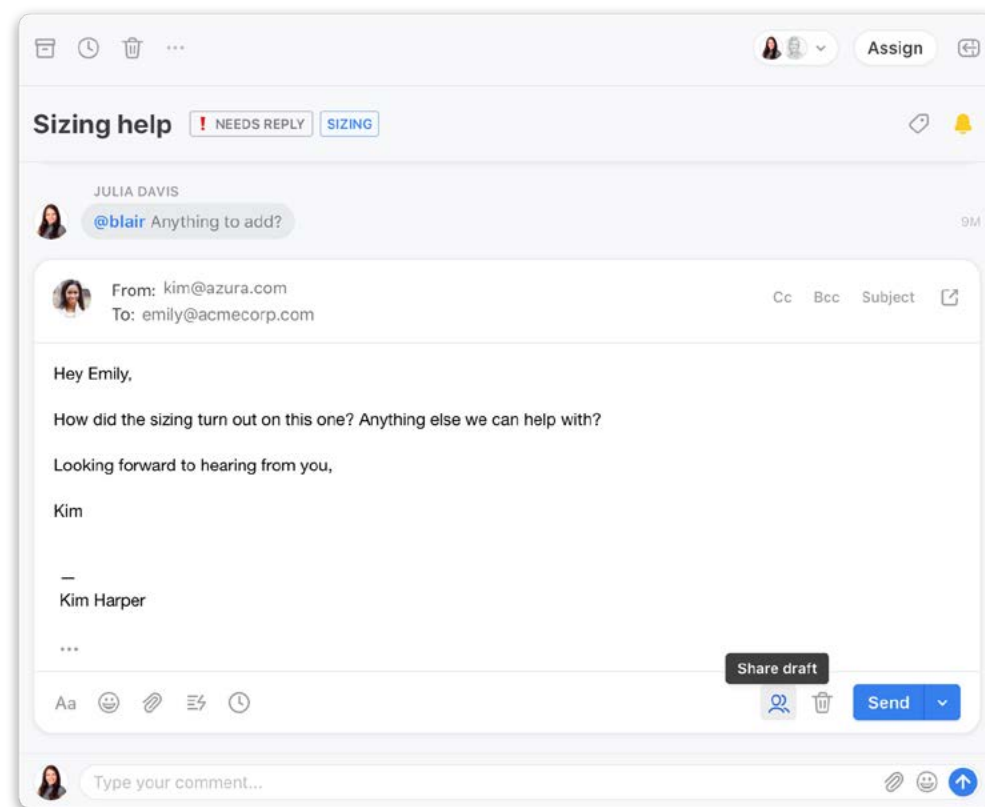 Assign
Sizing help ! NEEDS REPLY SIZING
JULIA DAVIS
@blair Anything to add?
9M
From: kim@azura.com
To: emily@acmecorp.com
Cc Bcc Subject
Hey Emily,
How did the sizing turn out on this one? Anything else we can help with?
Looking forward to hearing from you,
Kim
—
Kim Harper
...
Share draft
Aa
Send
Type your comment...